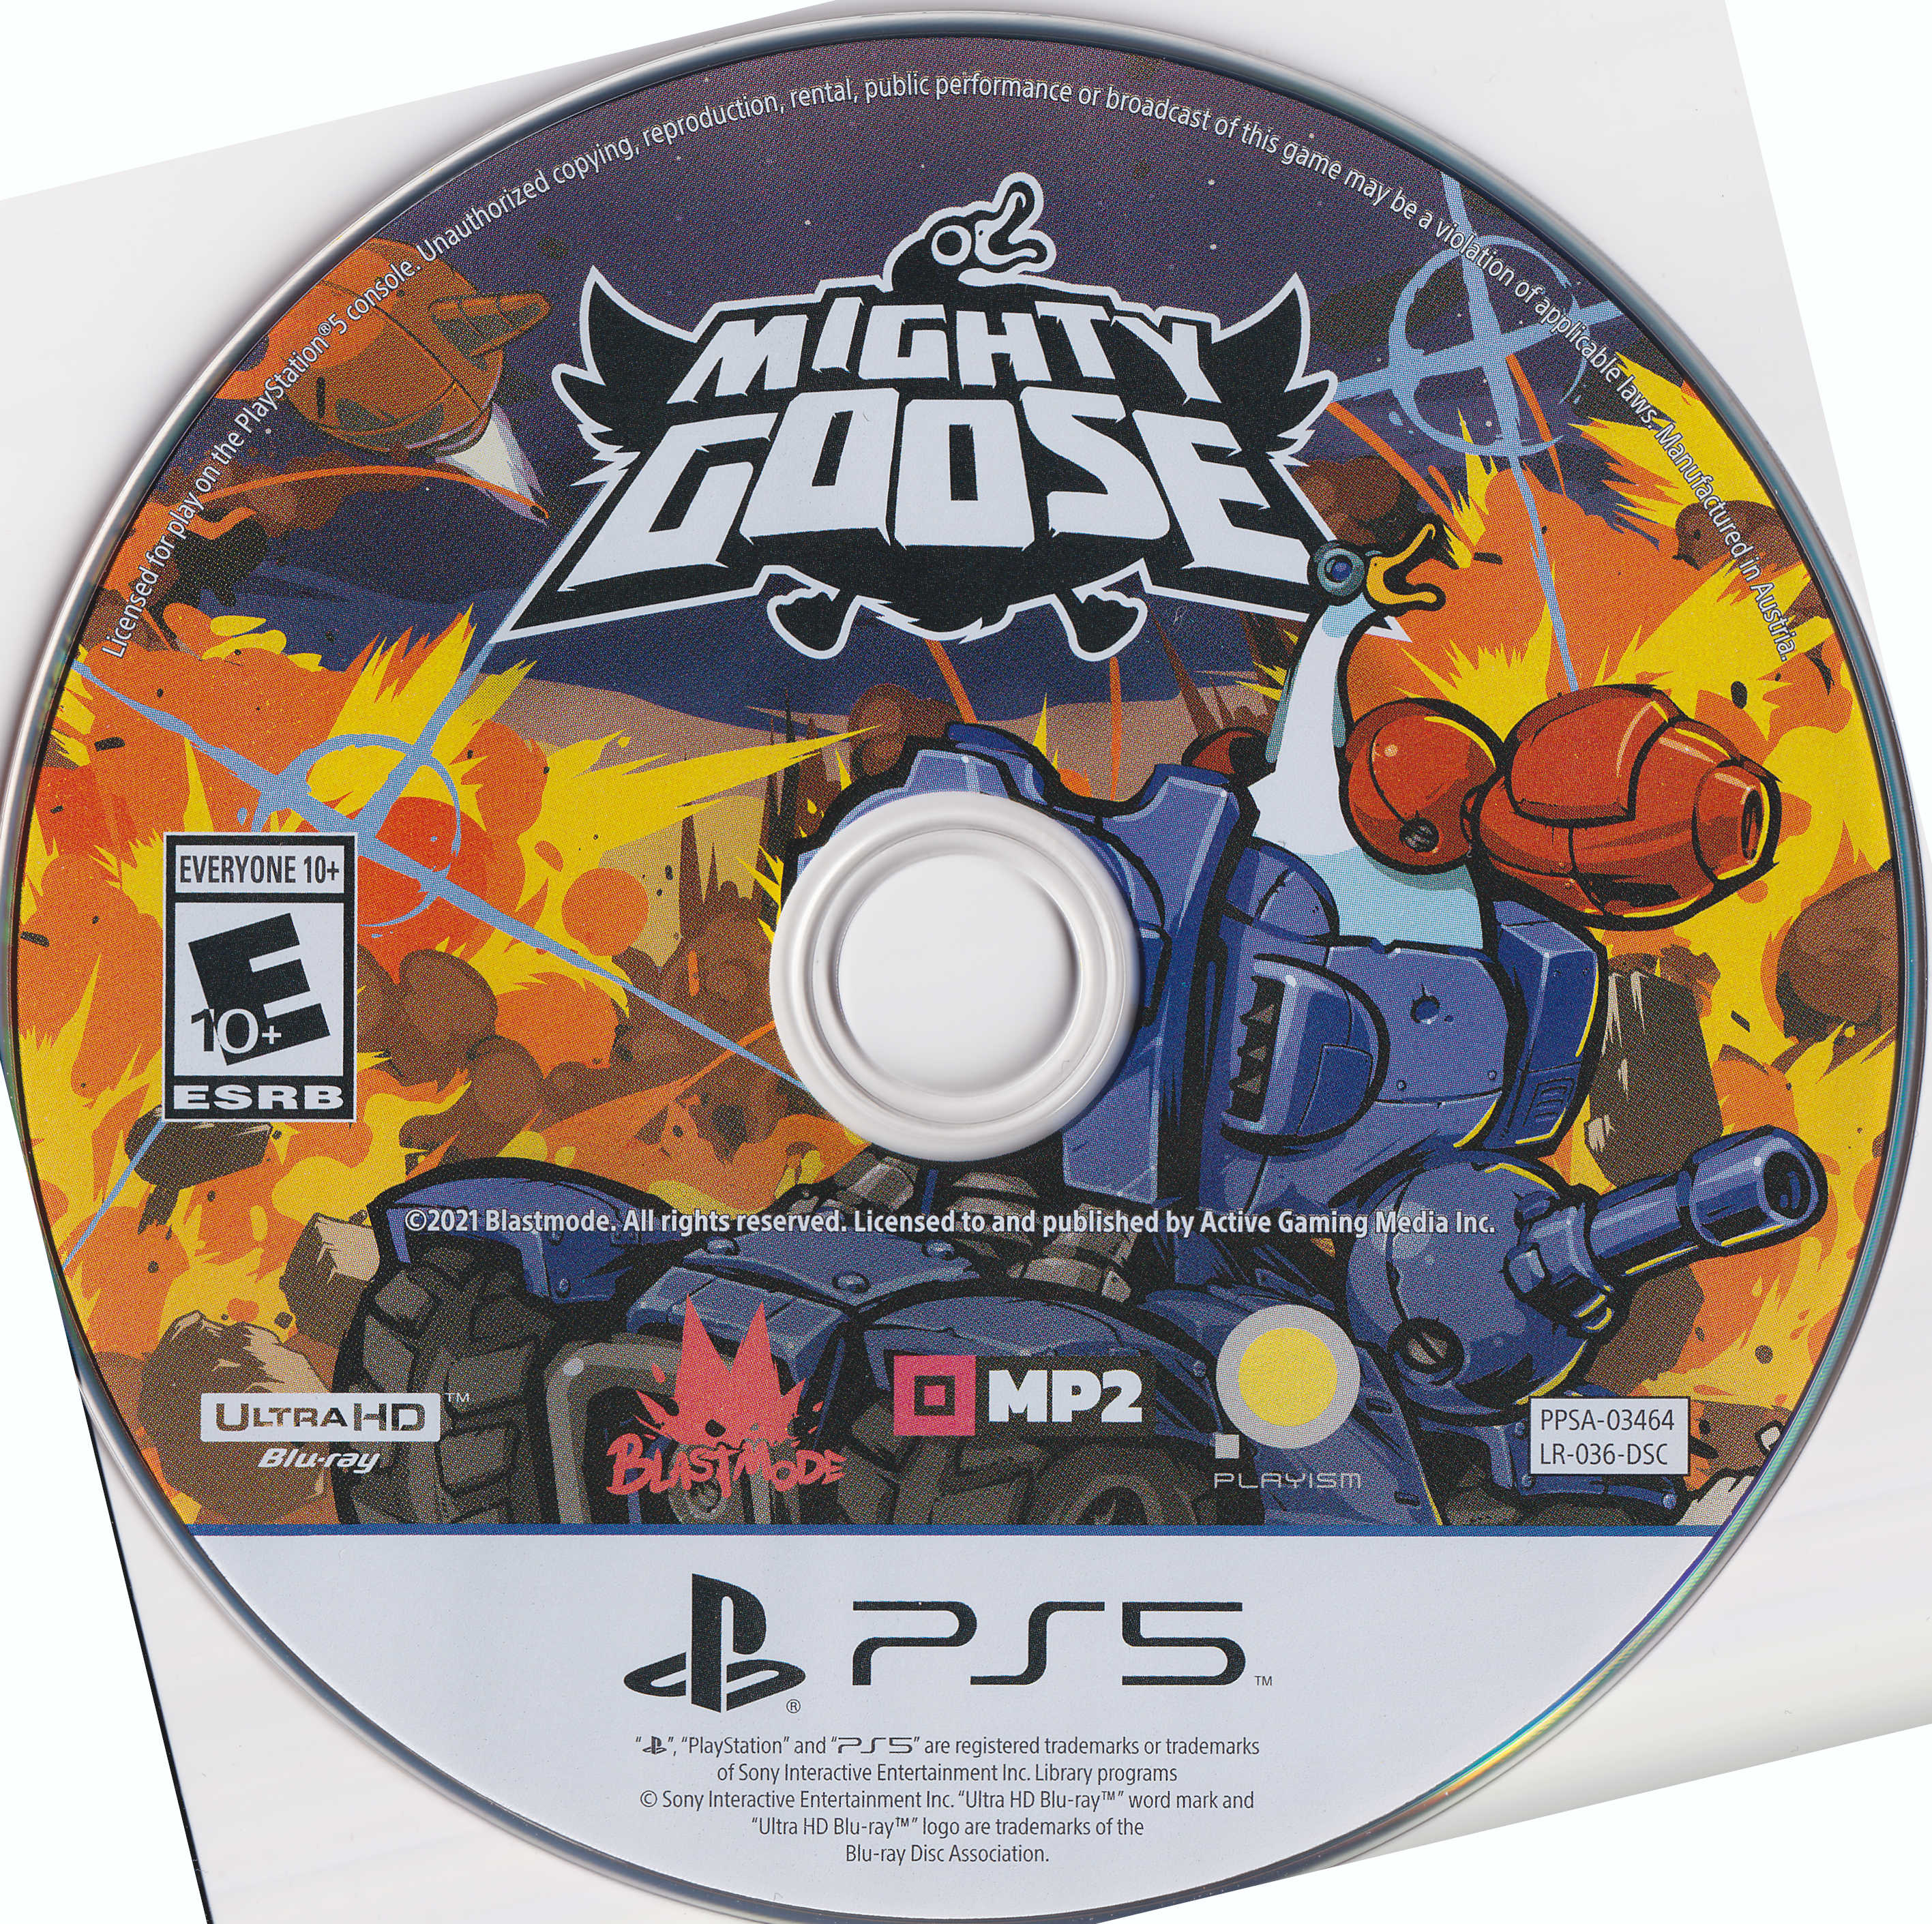 Licensed for play on the PlayStation®5 console. Unauthorized copying, reproduction, rental, public performance or broadcast of this game may be a violation of applicable laws. Manufactured in Austria.
MIGHTY
GOOSE
EVERYONE 10+
E
10+
ESRB
©2021 Blastmode. All rights reserved. Licensed to and published by Active Gaming Media Inc.
ULTRA HD™
Blu-ray
BLASTMODE
MP2
PLAYISM
PPSA-03464
LR-036-DSC
PS5™
®
“PS”, “PlayStation” and “PS5” are registered trademarks or trademarks
of Sony Interactive Entertainment Inc. Library programs
© Sony Interactive Entertainment Inc. “Ultra HD Blu-ray™” word mark and
“Ultra HD Blu-ray™” logo are trademarks of the
Blu-ray Disc Association.